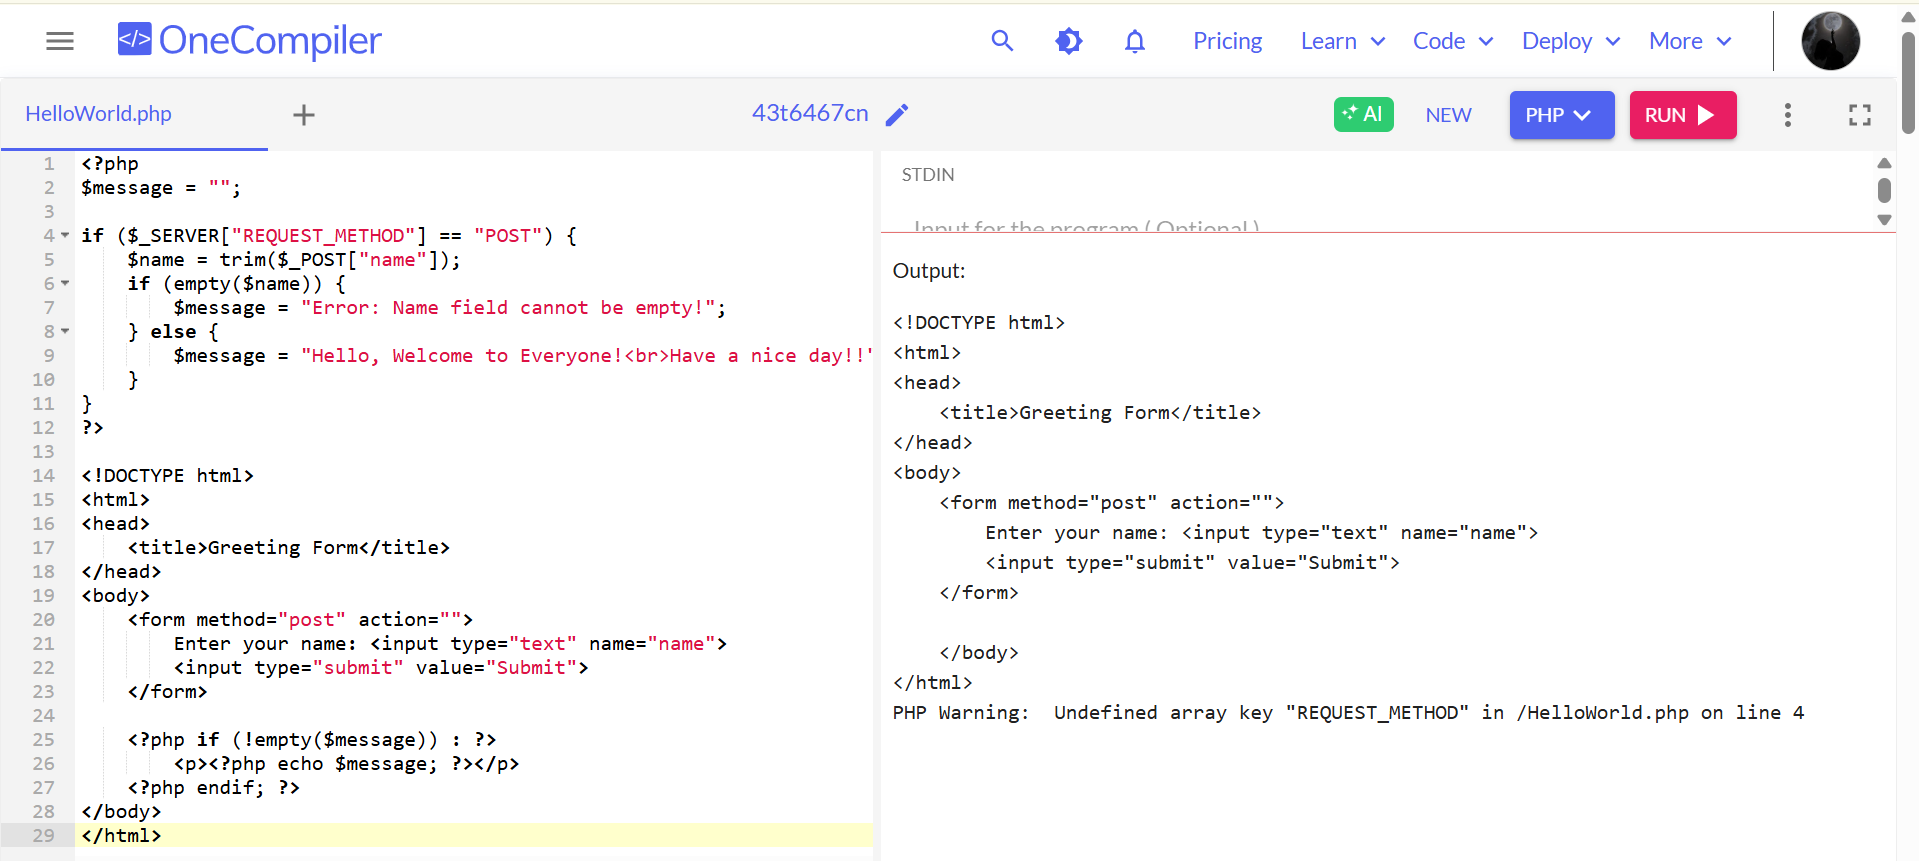 </> OneCompiler
Pricing Learn Code Deploy More
HelloWorld.php
43t6467cn
AI NEW PHP RUN
1 <?php
2 $message = "";
3
4 if ($_SERVER["REQUEST_METHOD"] == "POST") {
5     $name = trim($_POST["name"]);
6     if (empty($name)) {
7         $message = "Error: Name field cannot be empty!";
8     } else {
9         $message = "Hello, Welcome to Everyone!<br>Have a nice day!!"
10     }
11 }
12 ?>
13
14 <!DOCTYPE html>
15 <html>
16 <head>
17     <title>Greeting Form</title>
18 </head>
19 <body>
20     <form method="post" action="">
21         Enter your name: <input type="text" name="name">
22         <input type="submit" value="Submit">
23     </form>
24
25     <?php if (!empty($message)) : ?>
26         <p><?php echo $message; ?></p>
27     <?php endif; ?>
28 </body>
29 </html>
STDIN
Input for the program ( Optional )
Output:
<!DOCTYPE html>
<html>
<head>
    <title>Greeting Form</title>
</head>
<body>
    <form method="post" action="">
        Enter your name: <input type="text" name="name">
        <input type="submit" value="Submit">
    </form>
    </body>
</html>
PHP Warning:  Undefined array key "REQUEST_METHOD" in /HelloWorld.php on line 4